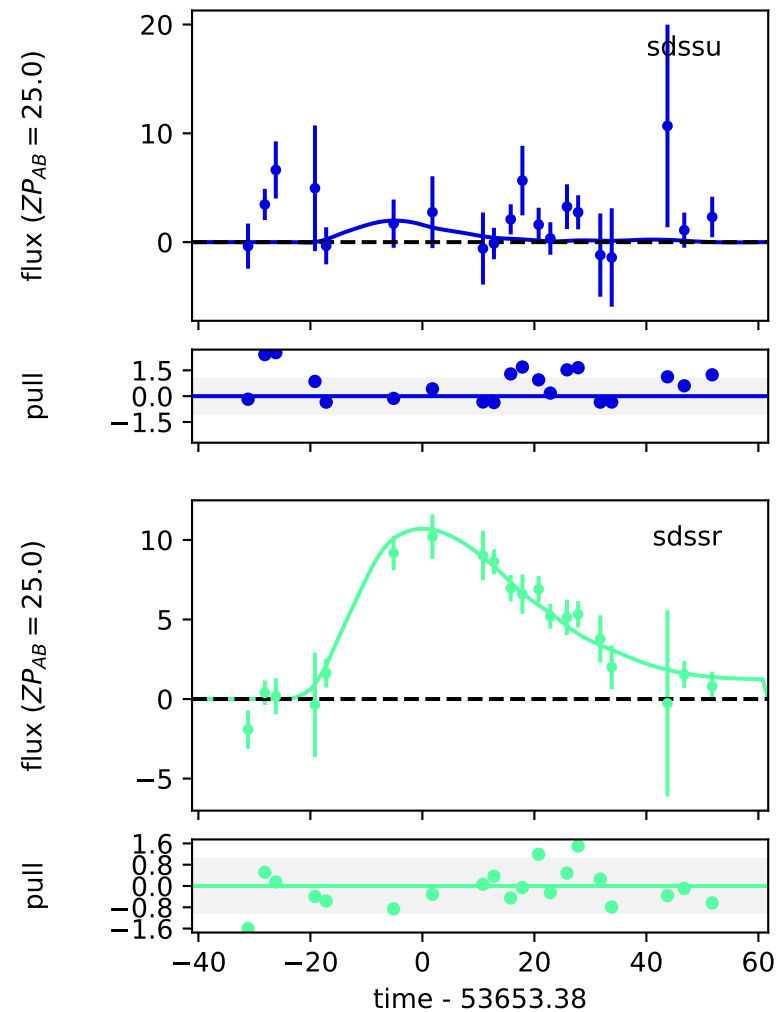 20
sdssu
10
0
flux (ZP_AB = 25.0)
1.5
0.0
−1.5
pull
10
sdssr
5
0
−5
flux (ZP_AB = 25.0)
1.6
0.8
0.0
−0.8
−1.6
pull
−40 −20 0 20 40 60
time - 53653.38